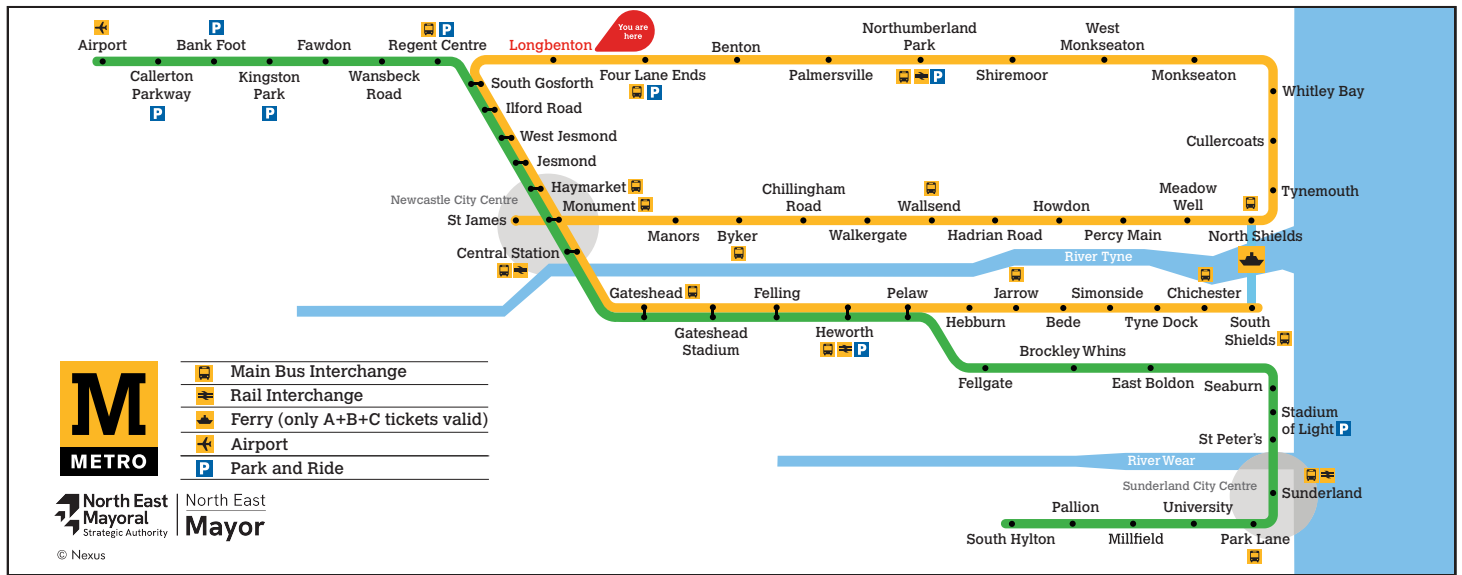 Airport
Bank Foot
Fawdon
Regent Centre
Callerton
Parkway
P
Kingston
Park
P
Wansbeck
Road
P
P
Longbenton
You are
here
Benton
Northumberland
Park
P
West
Monkseaton
South Gosforth
Four Lane Ends
P
Palmersville
Shiremoor
Monkseaton
Ilford Road
West Jesmond
Jesmond
Haymarket
Newcastle City Centre
Monument
St James
Central Station
Whitley Bay
Cullercoats
Tynemouth
Manors
Byker
Chillingham
Road
Walkergate
Wallsend
Hadrian Road
Howdon
Percy Main
Meadow
Well
North Shields
River Tyne
Gateshead
Gateshead
Stadium
Felling
Heworth
P
Pelaw
Hebburn
Jarrow
Bede
Simonside
Tyne Dock
Chichester
South
Shields
Fellgate
Brockley Whins
East Boldon
Seaburn
Stadium
of Light P
St Peter's
River Wear
Sunderland City Centre
Sunderland
Park Lane
University
Millfield
Pallion
South Hylton
M
METRO
Main Bus Interchange
Rail Interchange
Ferry (only A+B+C tickets valid)
Airport
P Park and Ride
North East
Mayoral
Strategic Authority
North East
Mayor
© Nexus